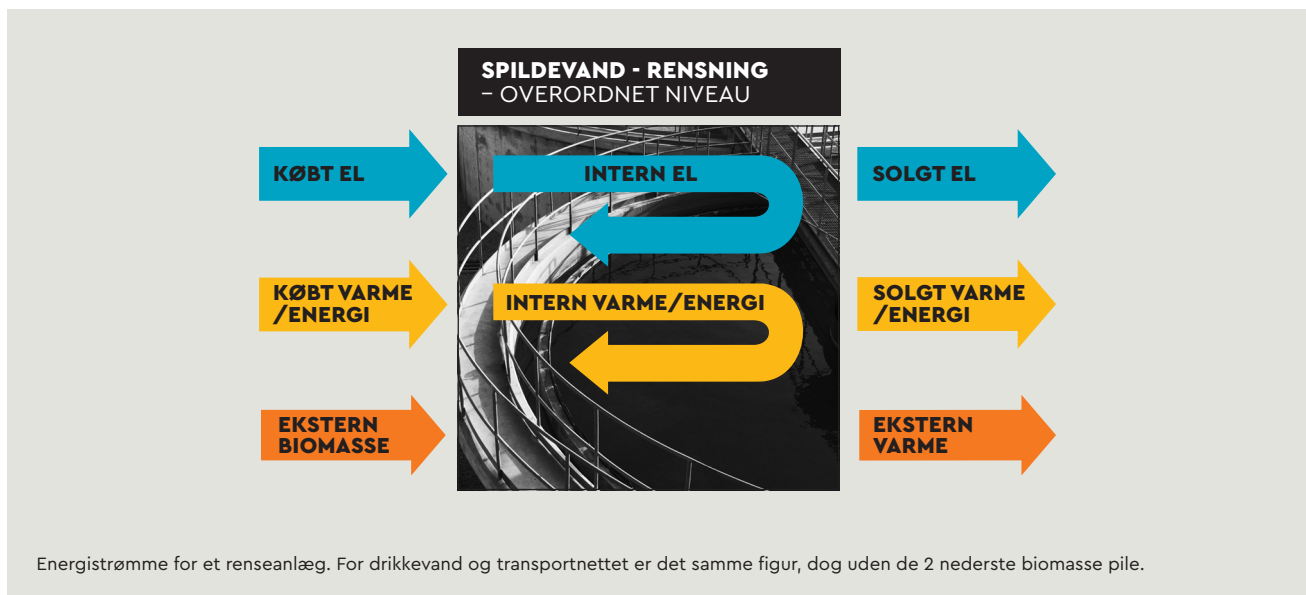 SPILDEVAND - RENSNING
– OVERORDNET NIVEAU
KØBT EL
INTERN EL
SOLGT EL
KØBT VARME
/ENERGI
INTERN VARME/ENERGI
SOLGT VARME
/ENERGI
EKSTERN
BIOMASSE
EKSTERN
VARME
Energistrømme for et renseanlæg. For drikkevand og transportnettet er det samme figur, dog uden de 2 nederste biomasse pile.